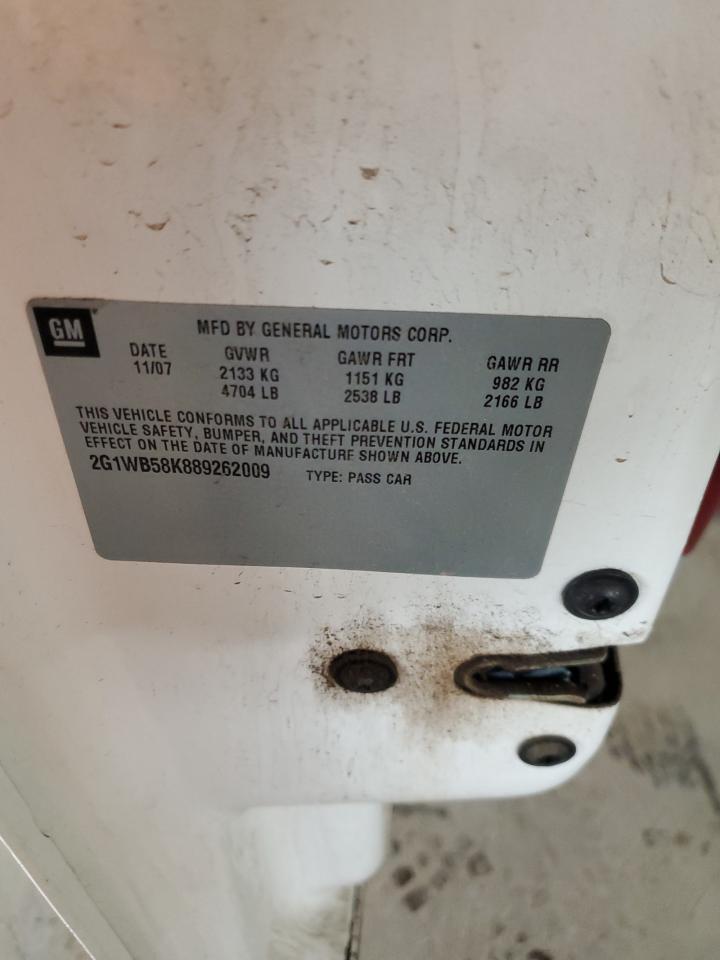 GM
MFD BY GENERAL MOTORS CORP.
DATE GVWR GAWR FRT GAWR RR
11/07 2133 KG 1151 KG 982 KG
4704 LB 2538 LB 2166 LB
THIS VEHICLE CONFORMS TO ALL APPLICABLE U.S. FEDERAL MOTOR
VEHICLE SAFETY, BUMPER, AND THEFT PREVENTION STANDARDS IN
EFFECT ON THE DATE OF MANUFACTURE SHOWN ABOVE.
2G1WB58K889262009 TYPE: PASS CAR